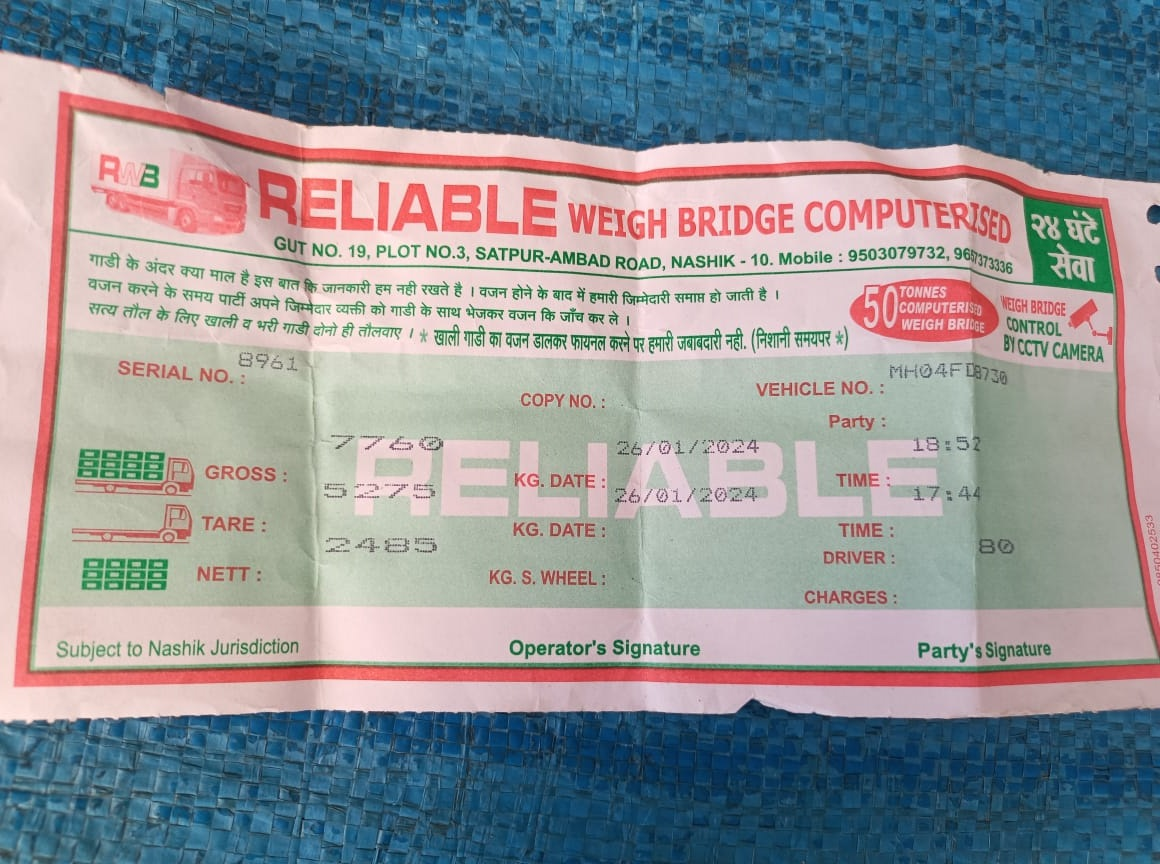 RWB
RELIABLE WEIGH BRIDGE COMPUTERISED
२४ घंटे
सेवा
GUT NO. 19, PLOT NO.3, SATPUR-AMBAD ROAD, NASHIK - 10. Mobile : 9503079732, 9657373336
गाडी के अंदर क्या माल है इस बात कि जानकारी हम नही रखते है । वजन होने के बाद में हमारी जिम्मेदारी समाप्त हो जाती है ।
वजन करने के समय पार्टी अपने जिम्मेदार व्यक्ती को गाडी के साथ भेजकर वजन कि जाँच कर ले ।
सत्य तौल के लिए खाली व भरी गाडी दोनो ही तौलवाए । * खाली गाडी का वजन डालकर फायनल करने पर हमारी जबाबदारी नही. (निशानी समयपर *)
50 TONNES
COMPUTERISED
WEIGH BRIDGE
WEIGH BRIDGE
CONTROL
BY CCTV CAMERA
SERIAL NO. : 8961
COPY NO. :
VEHICLE NO. : MH04FD8730
Party :
GROSS : 7760 KG. DATE : 26/01/2024 TIME : 18:52
TARE : 5275 KG. DATE : 26/01/2024 TIME : 17:44
NETT : 2485 KG. S. WHEEL :
DRIVER : 80
CHARGES :
RELIABLE
Subject to Nashik Jurisdiction
Operator's Signature
Party's Signature
9850402533